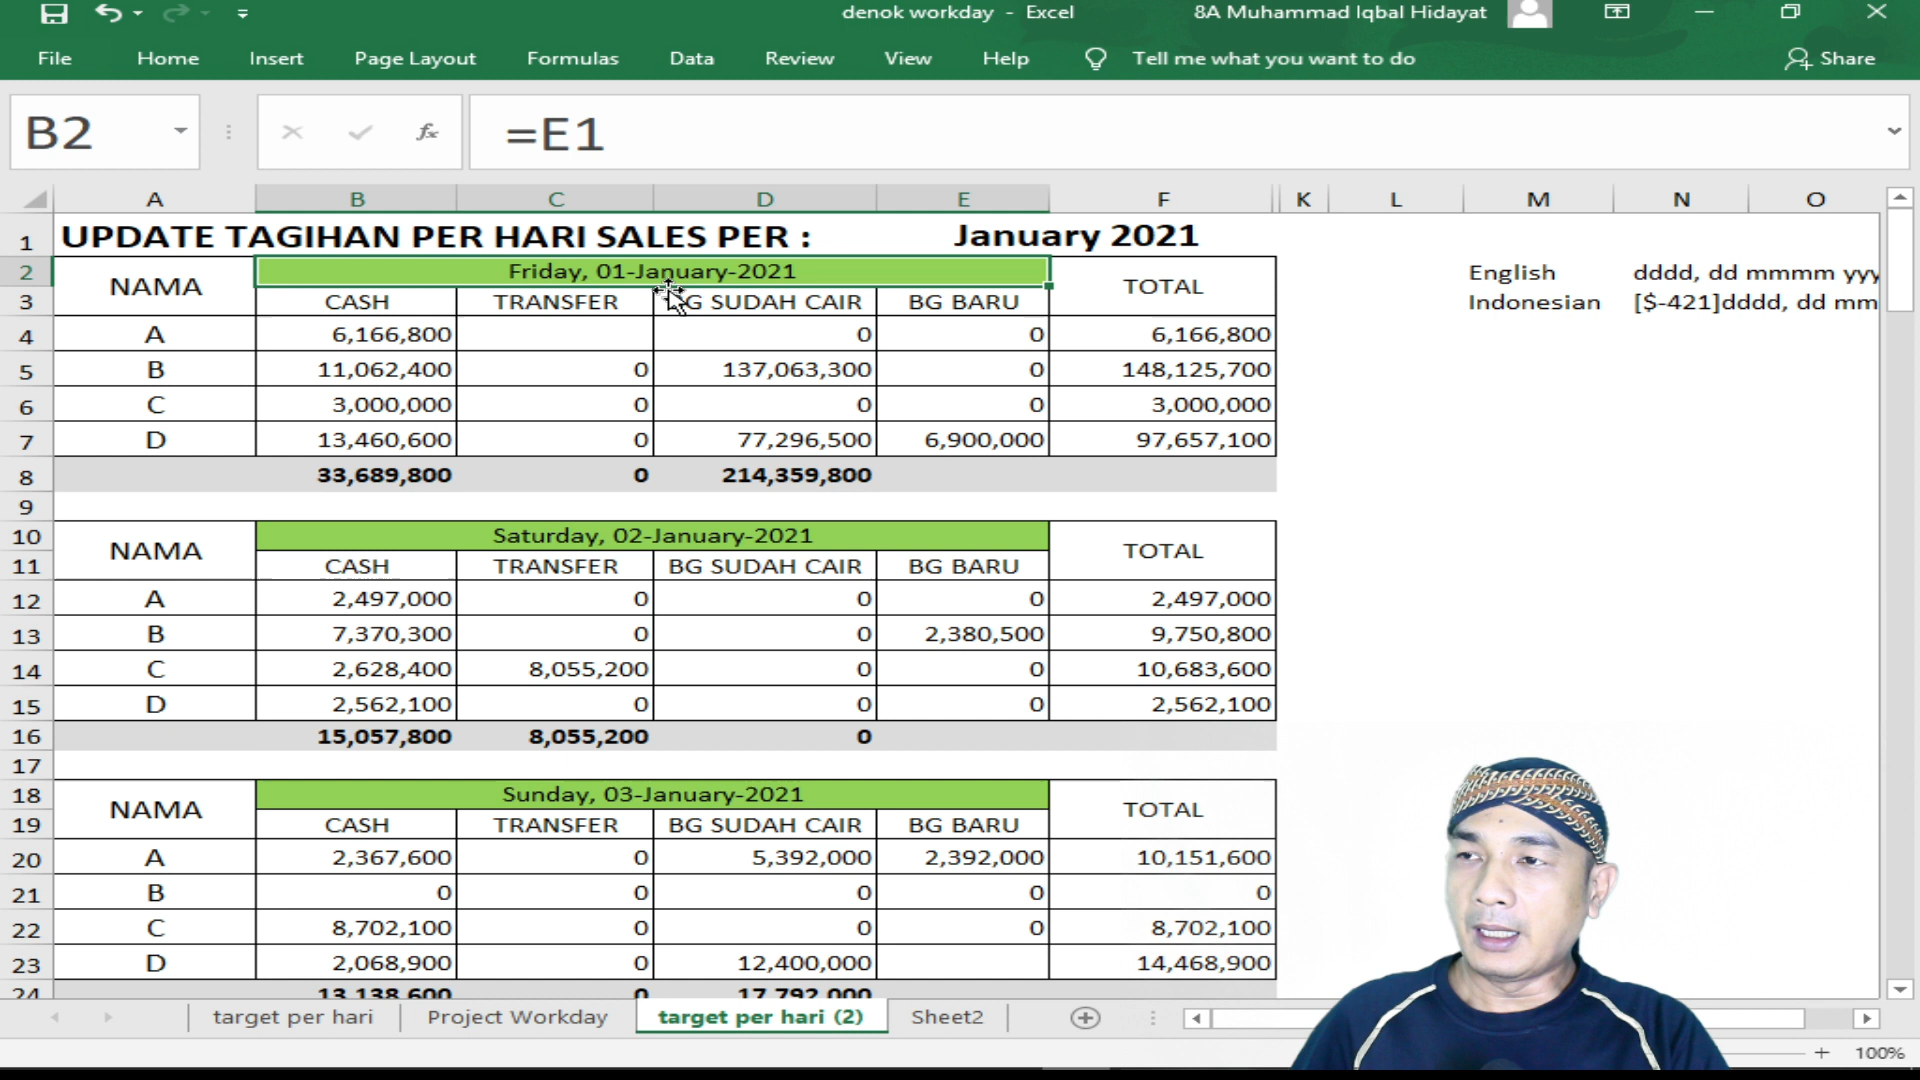 denok workday - Excel
8A Muhammad Iqbal Hidayat
File Home Insert Page Layout Formulas Data Review View Help Tell me what you want to do Share
B2 fx =E1
A B C D E F K L M N O
1 UPDATE TAGIHAN PER HARI SALES PER : January 2021
2 NAMA Friday, 01-January-2021 TOTAL English dddd, dd mmmm yyy
3 CASH TRANSFER BG SUDAH CAIR BG BARU Indonesian [$-421]dddd, dd mm
4 A 6,166,800 0 0 6,166,800
5 B 11,062,400 0 137,063,300 0 148,125,700
6 C 3,000,000 0 0 0 3,000,000
7 D 13,460,600 0 77,296,500 6,900,000 97,657,100
8 33,689,800 0 214,359,800
9
10 NAMA Saturday, 02-January-2021 TOTAL
11 CASH TRANSFER BG SUDAH CAIR BG BARU
12 A 2,497,000 0 0 0 2,497,000
13 B 7,370,300 0 0 2,380,500 9,750,800
14 C 2,628,400 8,055,200 0 0 10,683,600
15 D 2,562,100 0 0 0 2,562,100
16 15,057,800 8,055,200 0
17
18 NAMA Sunday, 03-January-2021 TOTAL
19 CASH TRANSFER BG SUDAH CAIR BG BARU
20 A 2,367,600 0 5,392,000 2,392,000 10,151,600
21 B 0 0 0 0 0
22 C 8,702,100 0 0 0 8,702,100
23 D 2,068,900 0 12,400,000 14,468,900
24 13,138,600 0 17,792,000
target per hari Project Workday target per hari (2) Sheet2
100%